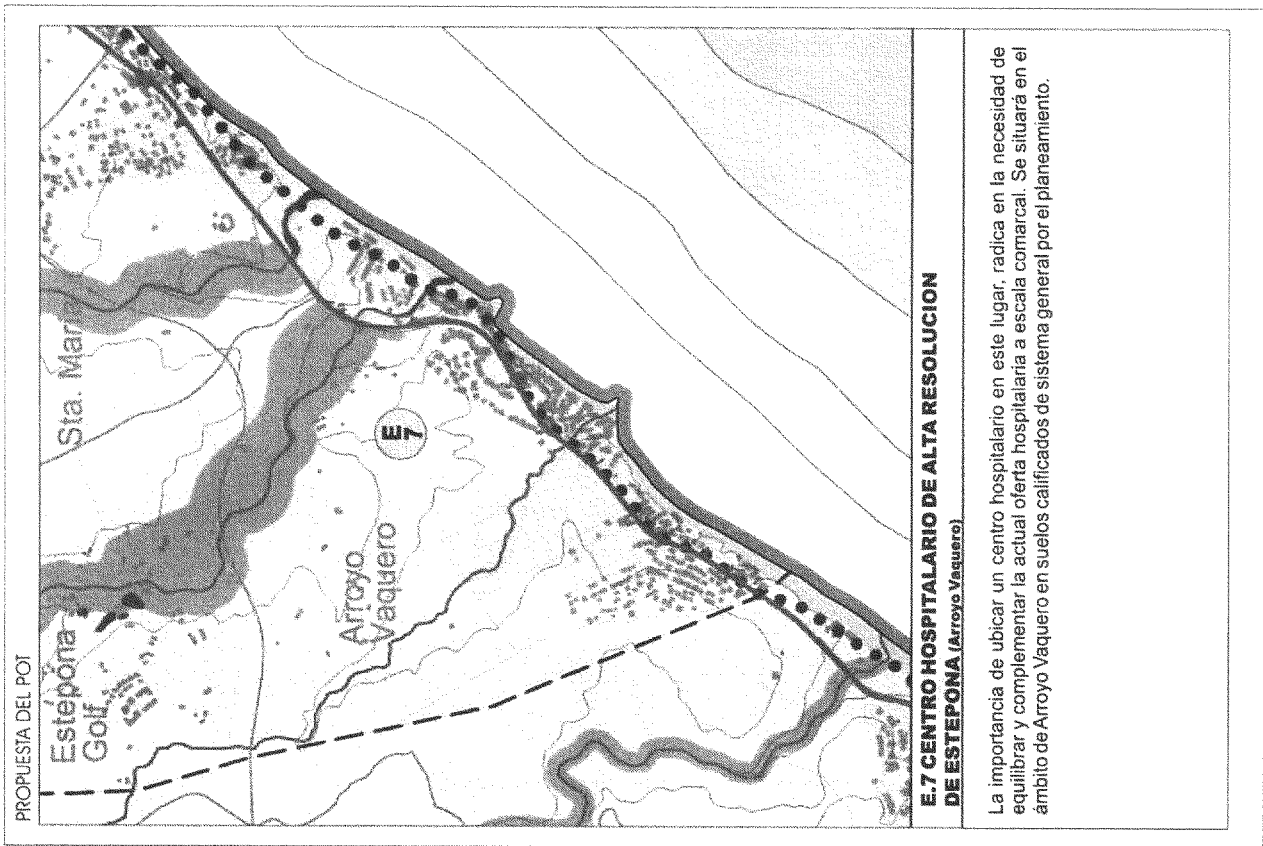 PROPUESTA DEL POT
Estepona
Golf
Sta. María
Arroyo
Vaquero
E
7
E.7 CENTRO HOSPITALARIO DE ALTA RESOLUCION
DE ESTEPONA (Arroyo Vaquero)
La importancia de ubicar un centro hospitalario en este lugar, radica en la necesidad de
equilibrar y complementar la actual oferta hospitalaria a escala comarcal. Se situará en el
ámbito de Arroyo Vaquero en suelos calificados de sistema general por el planeamiento.